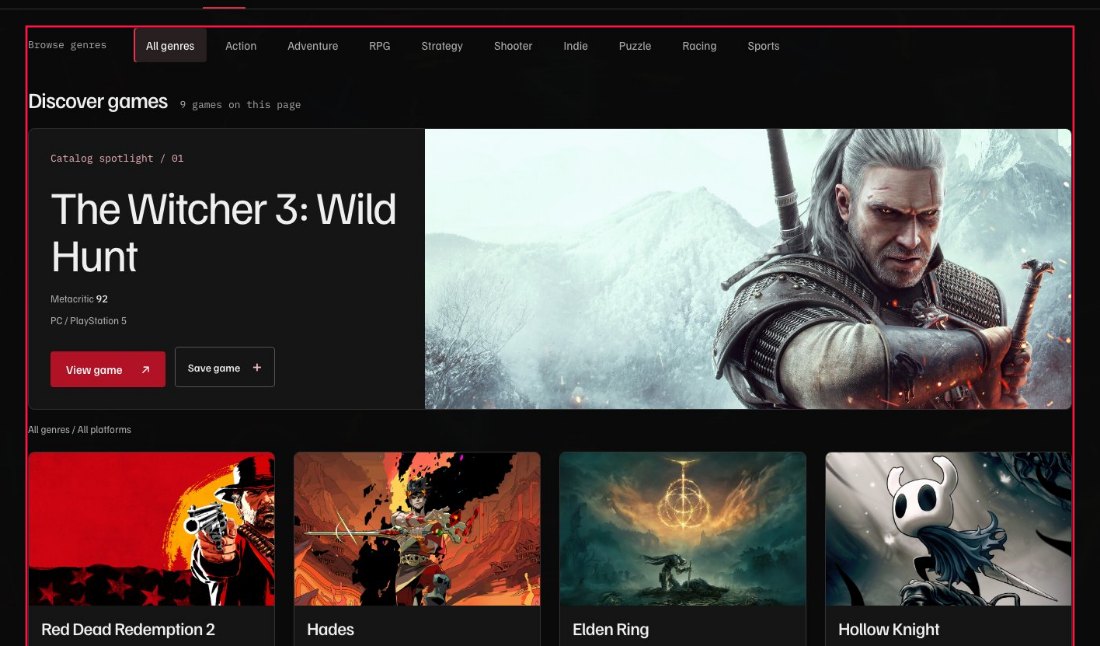 Browse genres All genres Action Adventure RPG Strategy Shooter Indie Puzzle Racing Sports
Discover games 9 games on this page
Catalog spotlight / 01
The Witcher 3: Wild
Hunt
Metacritic 92
PC / PlayStation 5
View game Save game +
All genres / All platforms
Red Dead Redemption 2 Hades Elden Ring Hollow Knight